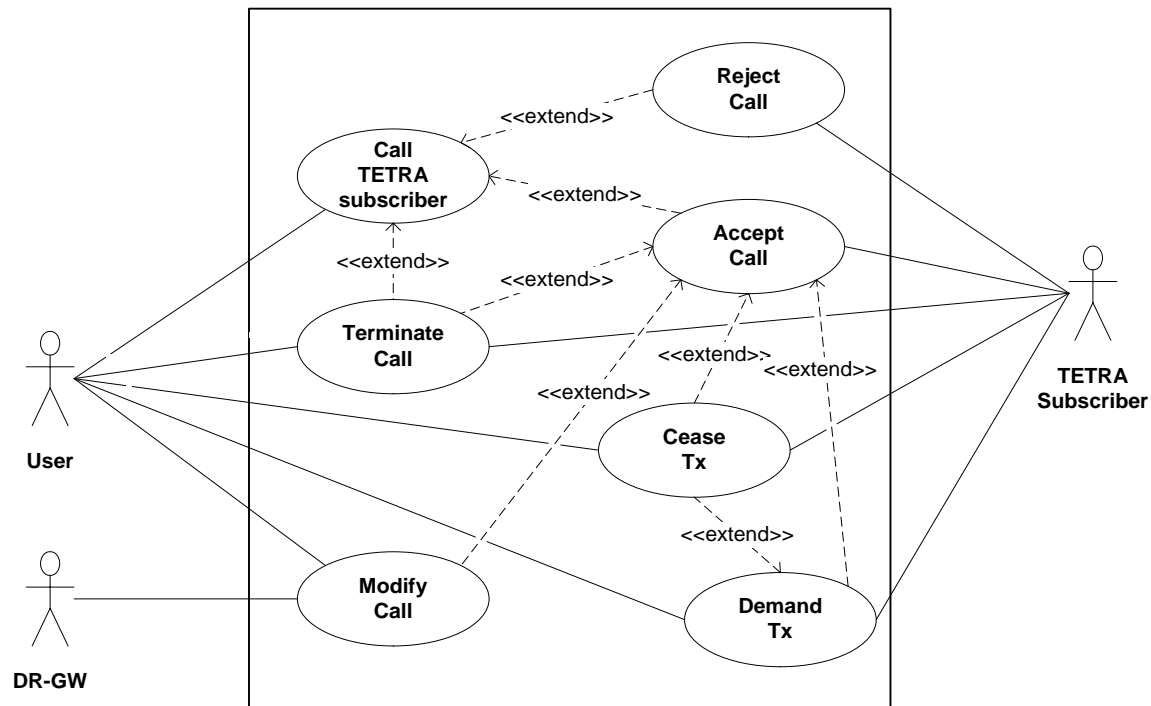 Reject
Call
<<extend>>
Call
TETRA
subscriber
<<extend>>
Accept
Call
<<extend>>
<<extend>>
Terminate
Call
<<extend>>
<<extend>>
<<extend>>
TETRA
Subscriber
Cease
Tx
User
<<extend>>
Modify
Call
Demand
Tx
DR-GW